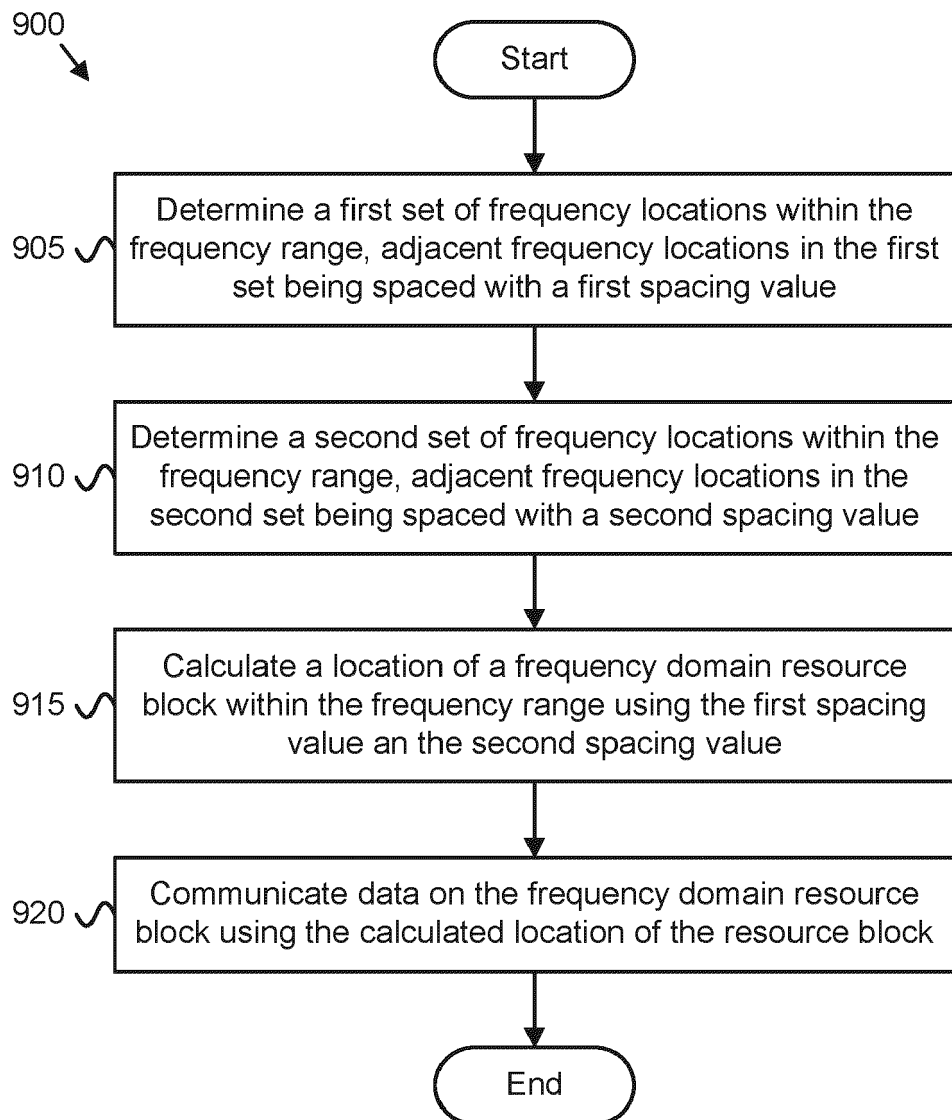 900
Start
905
Determine a first set of frequency locations within the
frequency range, adjacent frequency locations in the first
set being spaced with a first spacing value
910
Determine a second set of frequency locations within the
frequency range, adjacent frequency locations in the
second set being spaced with a second spacing value
915
Calculate a location of a frequency domain resource
block within the frequency range using the first spacing
value an the second spacing value
920
Communicate data on the frequency domain resource
block using the calculated location of the resource block
End